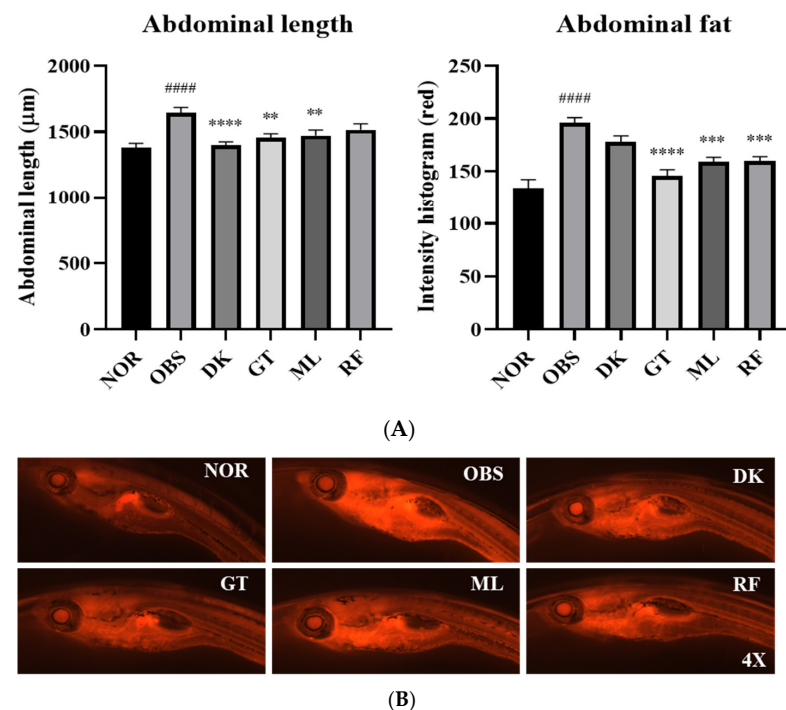 Abdominal length
Abdominal length (μm)
2000
1500
1000
500
0
####
****
**
**
NOR
OBS
DK
GT
ML
RF
Abdominal fat
Intensity histogram (red)
250
200
150
100
50
0
####
****
***
***
NOR
OBS
DK
GT
ML
RF
(A)
NOR
OBS
DK
GT
ML
RF
4X
(B)